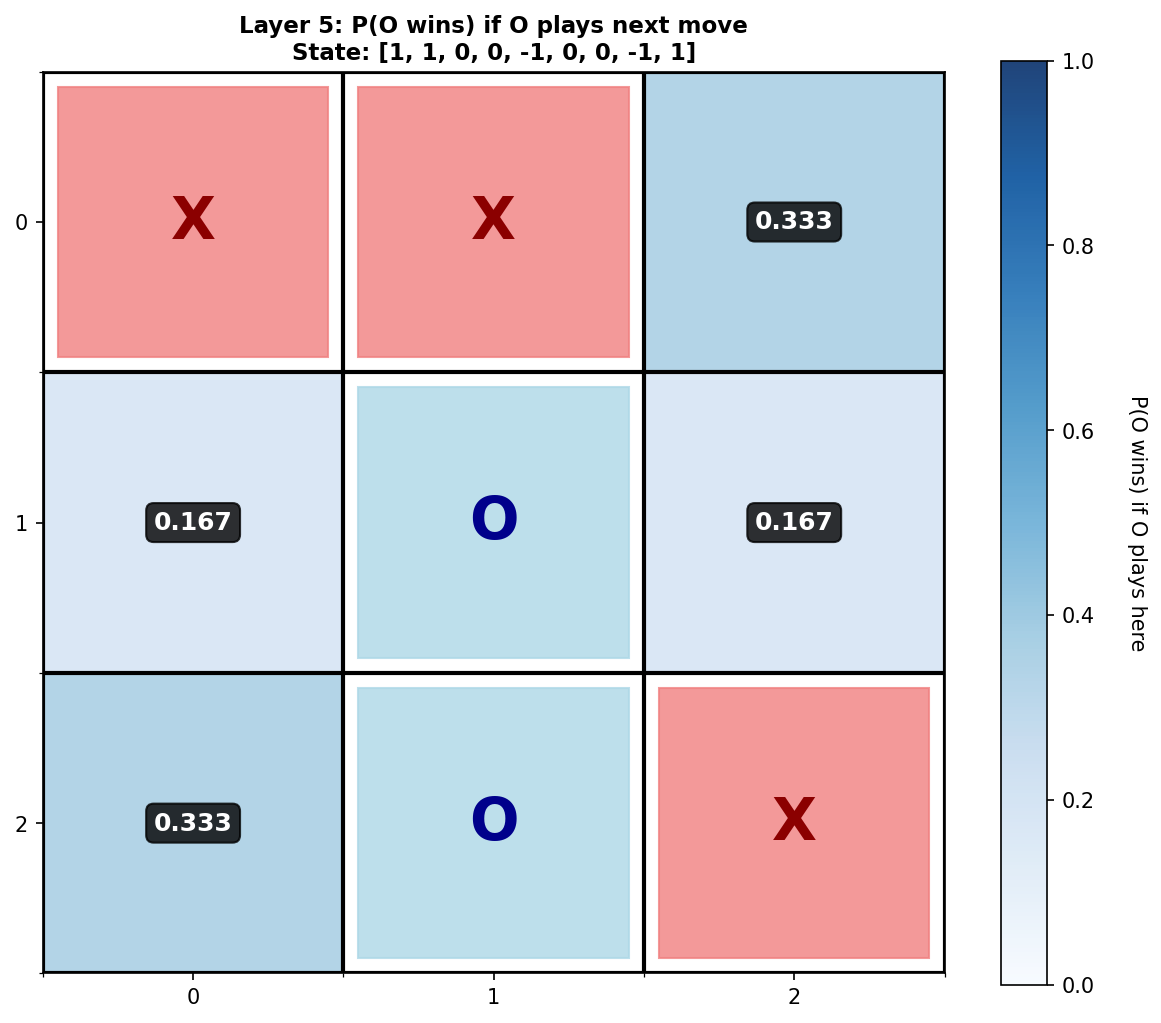 Layer 5: P(O wins) if O plays next move
State: [1, 1, 0, 0, -1, 0, 0, -1, 1]
X
X
0.333
0.167
O
0.167
0.333
O
X
0
1
2
0
1
2
1.0
0.8
0.6
0.4
0.2
0.0
P(O wins) if O plays here